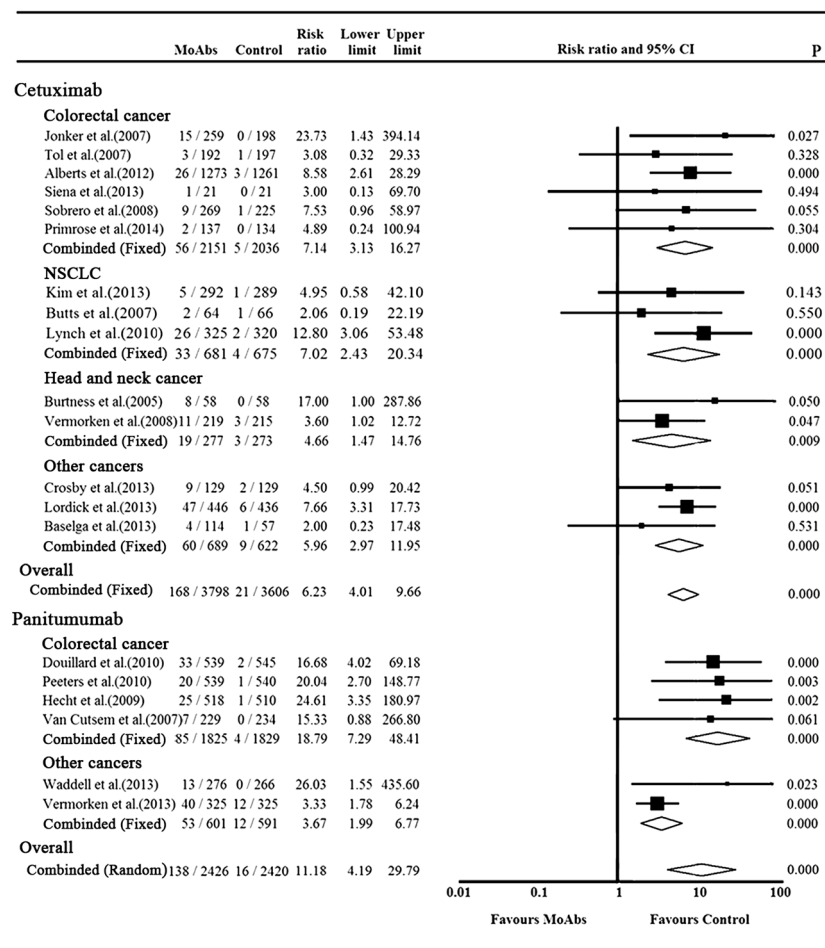 MoAbs Control Risk ratio Lower limit Upper limit Risk ratio and 95% CI P
Cetuximab
Colorectal cancer
Jonker et al.(2007) 15 / 259 0 / 198 23.73 1.43 394.14 0.027
Tol et al.(2007) 3 / 192 1 / 197 3.08 0.32 29.33 0.328
Alberts et al.(2012) 26 / 1273 3 / 1261 8.58 2.61 28.29 0.000
Siena et al.(2013) 1 / 21 0 / 21 3.00 0.13 69.70 0.494
Sobrero et al.(2008) 9 / 269 1 / 225 7.53 0.96 58.97 0.055
Primrose et al.(2014) 2 / 137 0 / 134 4.89 0.24 100.94 0.304
Combinded (Fixed) 56 / 2151 5 / 2036 7.14 3.13 16.27 0.000
NSCLC
Kim et al.(2013) 5 / 292 1 / 289 4.95 0.58 42.10 0.143
Butts et al.(2007) 2 / 64 1 / 66 2.06 0.19 22.19 0.550
Lynch et al.(2010) 26 / 325 2 / 320 12.80 3.06 53.48 0.000
Combinded (Fixed) 33 / 681 4 / 675 7.02 2.43 20.34 0.000
Head and neck cancer
Burtness et al.(2005) 8 / 58 0 / 58 17.00 1.00 287.86 0.050
Vermorken et al.(2008) 11 / 219 3 / 215 3.60 1.02 12.72 0.047
Combinded (Fixed) 19 / 277 3 / 273 4.66 1.47 14.76 0.009
Other cancers
Crosby et al.(2013) 9 / 129 2 / 129 4.50 0.99 20.42 0.051
Lordick et al.(2013) 47 / 446 6 / 436 7.66 3.31 17.73 0.000
Baselga et al.(2013) 4 / 114 1 / 57 2.00 0.23 17.48 0.531
Combinded (Fixed) 60 / 689 9 / 622 5.96 2.97 11.95 0.000
Overall
Combinded (Fixed) 168 / 3798 21 / 3606 6.23 4.01 9.66 0.000
Panitumumab
Colorectal cancer
Douillard et al.(2010) 33 / 539 2 / 545 16.68 4.02 69.18 0.000
Peeters et al.(2010) 20 / 539 1 / 540 20.04 2.70 148.77 0.003
Hecht et al.(2009) 25 / 518 1 / 510 24.61 3.35 180.97 0.002
Van Cutsem et al.(2007) 7 / 229 0 / 234 15.33 0.88 266.80 0.061
Combinded (Fixed) 85 / 1825 4 / 1829 18.79 7.29 48.41 0.000
Other cancers
Waddell et al.(2013) 13 / 276 0 / 266 26.03 1.55 435.60 0.023
Vermorken et al.(2013) 40 / 325 12 / 325 3.33 1.78 6.24 0.000
Combinded (Fixed) 53 / 601 12 / 591 3.67 1.99 6.77 0.000
Overall
Combinded (Random) 138 / 2426 16 / 2420 11.18 4.19 29.79 0.000
0.01 0.1 1 10 100
Favours MoAbs Favours Control